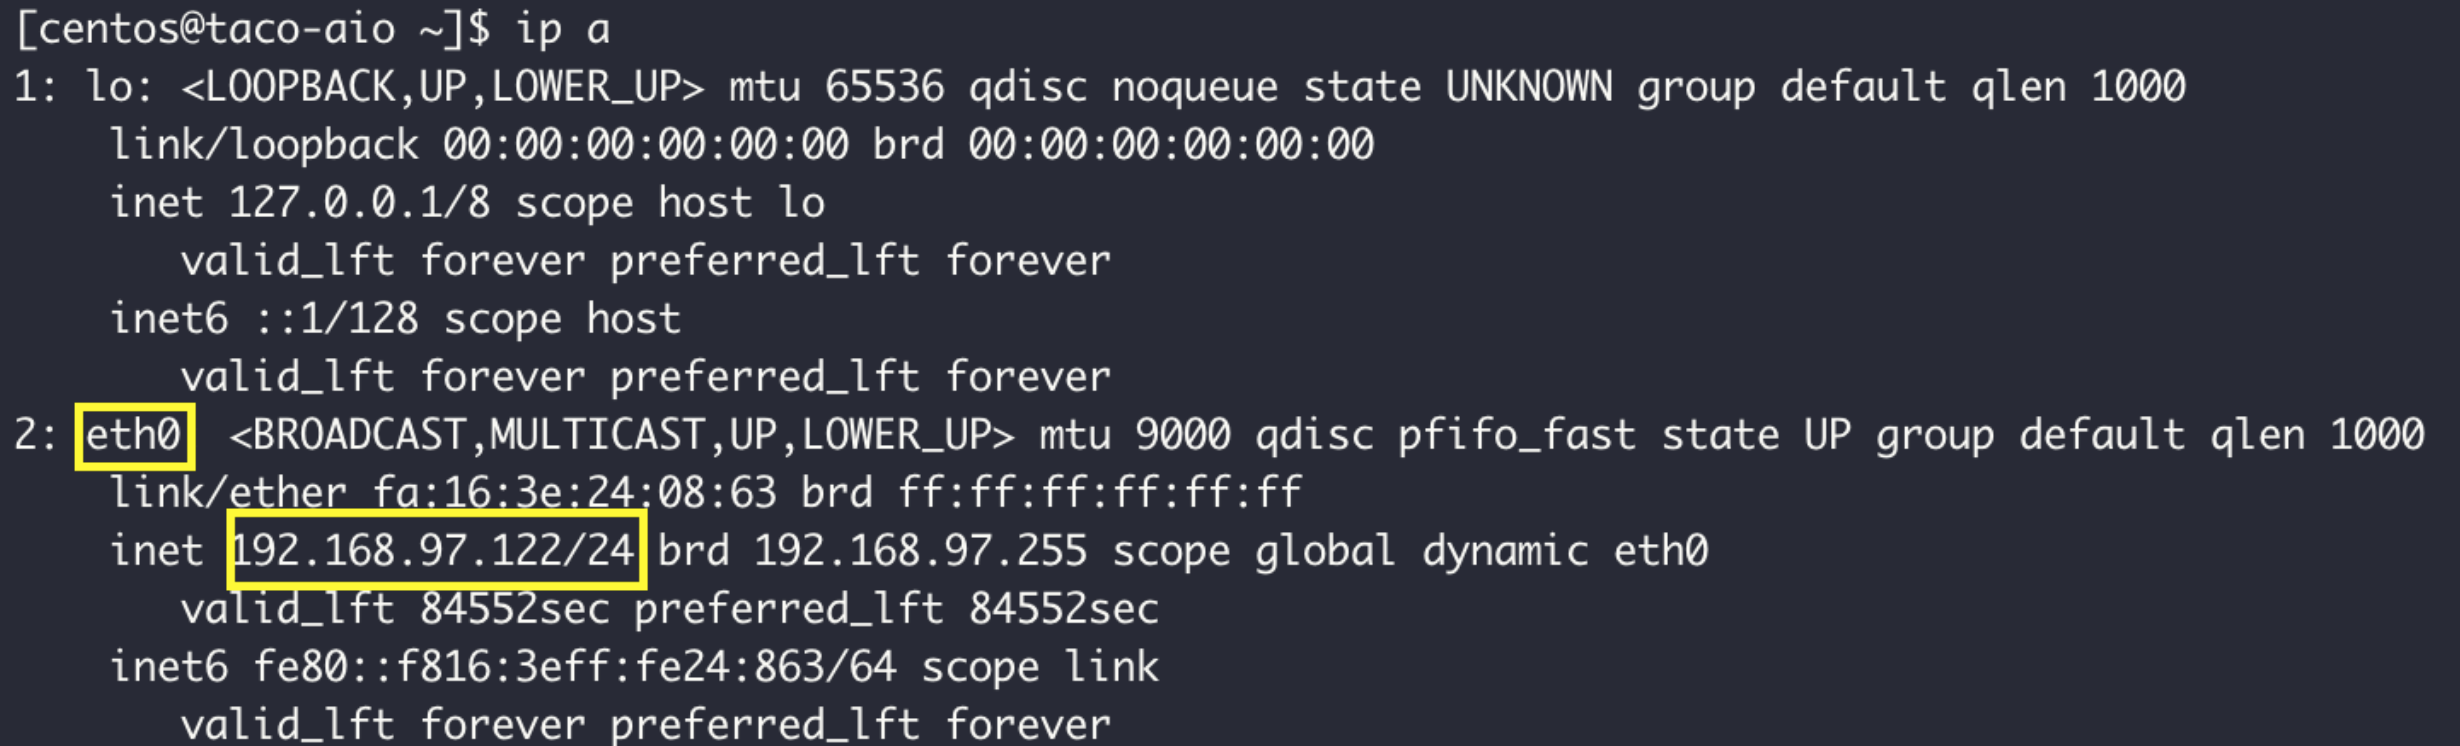 [centos@taco-aio ~]$ ip a
1: lo: <LOOPBACK,UP,LOWER_UP> mtu 65536 qdisc noqueue state UNKNOWN group default qlen 1000
link/loopback 00:00:00:00:00:00 brd 00:00:00:00:00:00
inet 127.0.0.1/8 scope host lo
valid_lft forever preferred_lft forever
inet6 ::1/128 scope host
valid_lft forever preferred_lft forever
2: eth0 <BROADCAST,MULTICAST,UP,LOWER_UP> mtu 9000 qdisc pfifo_fast state UP group default qlen 1000
link/ether fa:16:3e:24:08:63 brd ff:ff:ff:ff:ff:ff
inet 192.168.97.122/24 brd 192.168.97.255 scope global dynamic eth0
valid_lft 84552sec preferred_lft 84552sec
inet6 fe80::f816:3eff:fe24:863/64 scope link
valid_lft forever preferred_lft forever